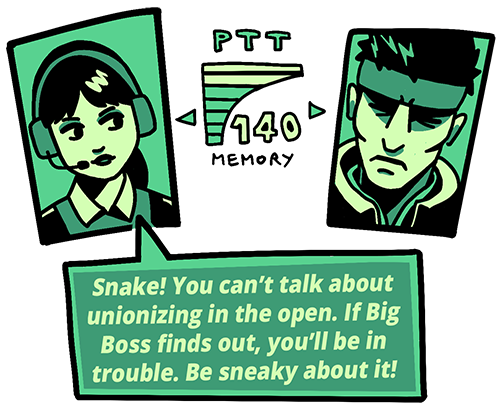 PTT
140
MEMORY
Snake! You can't talk about
unionizing in the open. If Big
Boss finds out, you'll be in
trouble. Be sneaky about it!